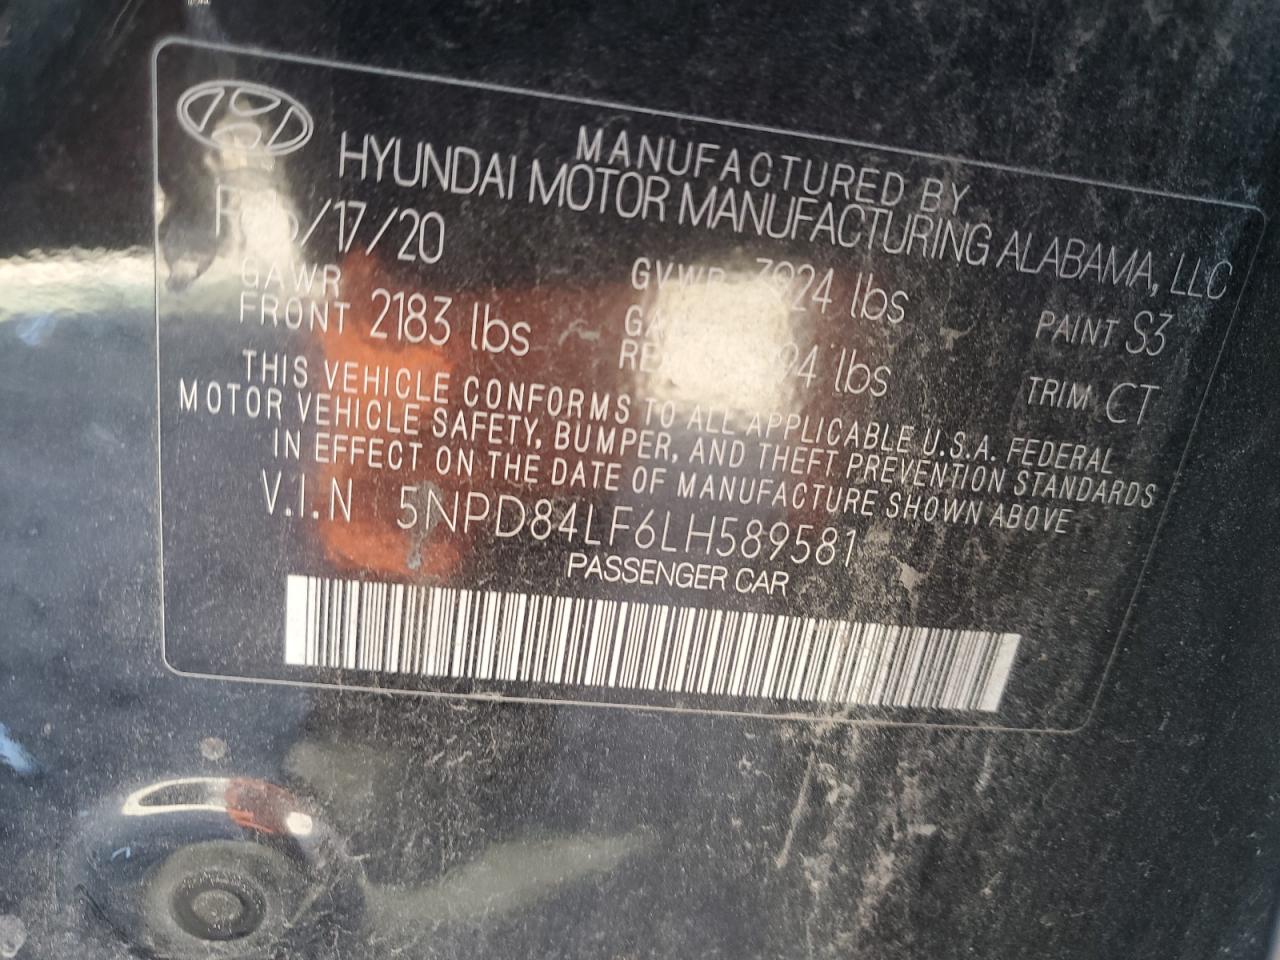 MANUFACTURED BY
HYUNDAI MOTOR MANUFACTURING ALABAMA, LLC
/17/20
GAWR
FRONT 2183 lbs
GVWR lbs
lbs
PAINT S3
TRIM CT
THIS VEHICLE CONFORMS TO ALL APPLICABLE U.S.A. FEDERAL
MOTOR VEHICLE SAFETY, BUMPER, AND THEFT PREVENTION STANDARDS
IN EFFECT ON THE DATE OF MANUFACTURE SHOWN ABOVE
V.I.N 5NPD84LF6LH589581
PASSENGER CAR